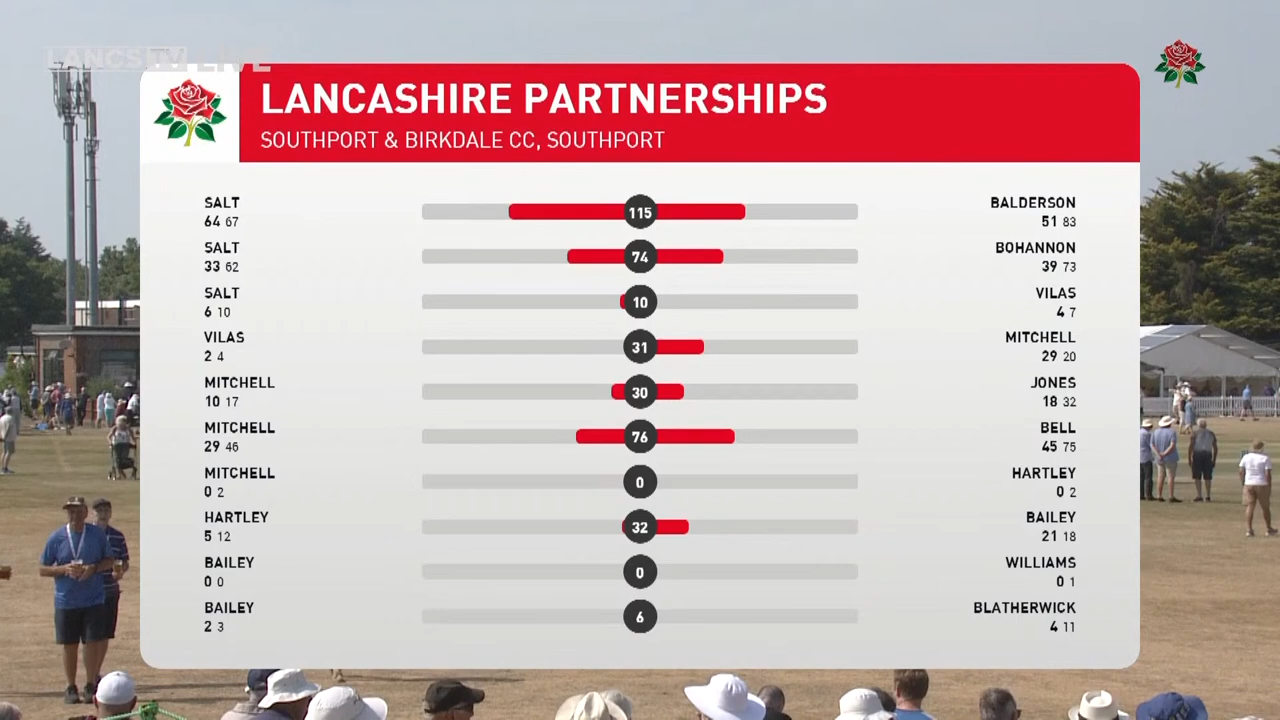 LANCS TV LIVE
LANCASHIRE PARTNERSHIPS
SOUTHPORT & BIRKDALE CC, SOUTHPORT
SALT 115 BALDERSON
64 67 51 83
SALT 74 BOHANNON
33 62 39 73
SALT 10 VILAS
6 10 4 7
VILAS 31 MITCHELL
2 4 29 20
MITCHELL 30 JONES
10 17 18 32
MITCHELL 76 BELL
29 46 45 75
MITCHELL 0 HARTLEY
0 2 0 2
HARTLEY 32 BAILEY
5 12 21 18
BAILEY 0 WILLIAMS
0 0 0 1
BAILEY 6 BLATHERWICK
2 3 4 11